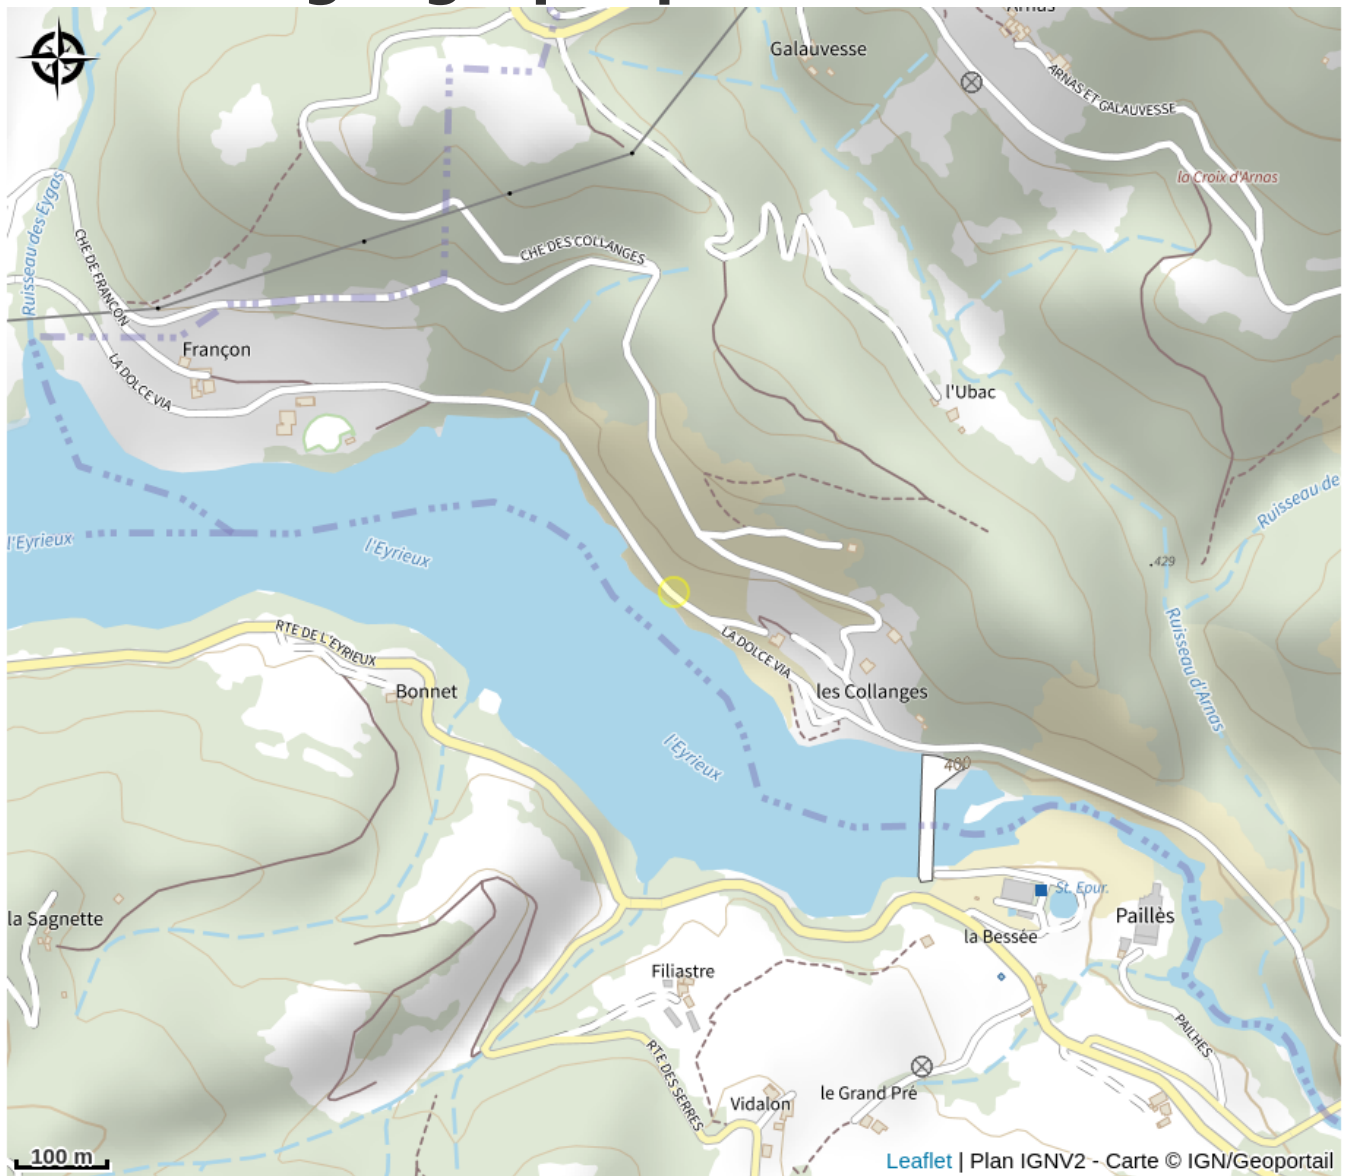 Arnas
Galauvesse
ARNAS ET GALAUVESSE
la Croix d'Arnas
Ruisseau des Eygas
CHE DE FRANÇON
CHE DES COLLANGES
Françon
LA DOLCE VIA
l'Ubac
Ruisseau de
l'Eyrieux
l'Eyrieux
429
RTE DE L'EYRIEUX
LA DOLCE VIA
Ruisseau d'Arnas
Bonnet
les Collanges
l'Eyrieux
400
St. Epur.
la Sagnette
Paillès
la Bessée
Filiastre
PAILHES
RTE DES SERRES
le Grand Pré
Vidalon
100 m
Leaflet | Plan IGNV2 - Carte © IGN/Geoportail